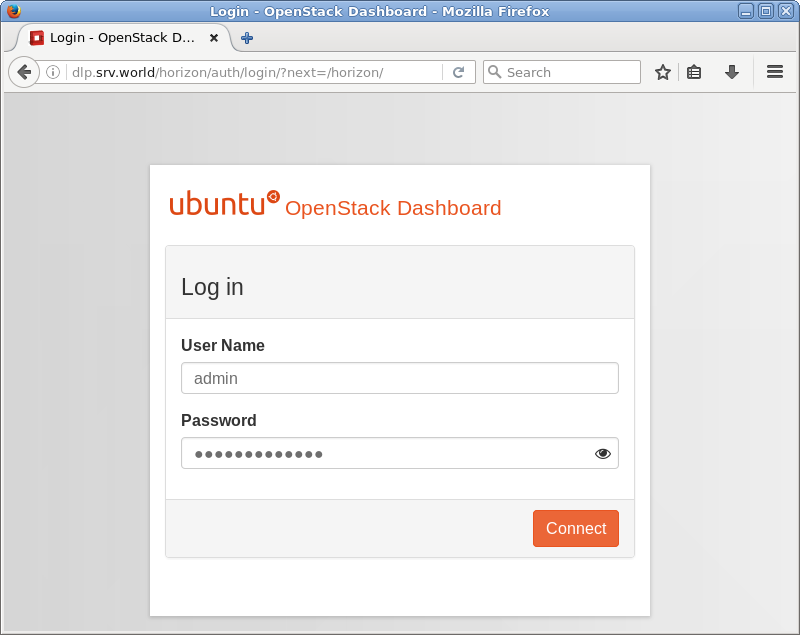 Login - OpenStack Dashboard - Mozilla Firefox
Login - OpenStack D...
dlp.srv.world/horizon/auth/login/?next=/horizon/
Search
ubuntu OpenStack Dashboard
Log in
User Name
admin
Password
•••••••••••••
Connect